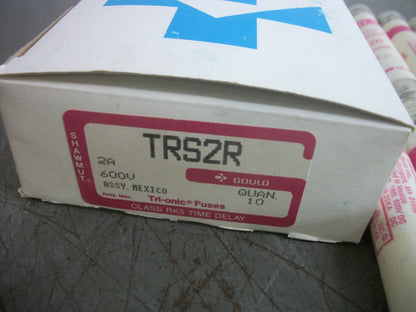 SHAWMUT®
TRS2R
2A
600V
ASSY. MEXICO
GOULD
QUAN.
10
Tri-onic® Fuses
CLASS RK5 TIME DELAY